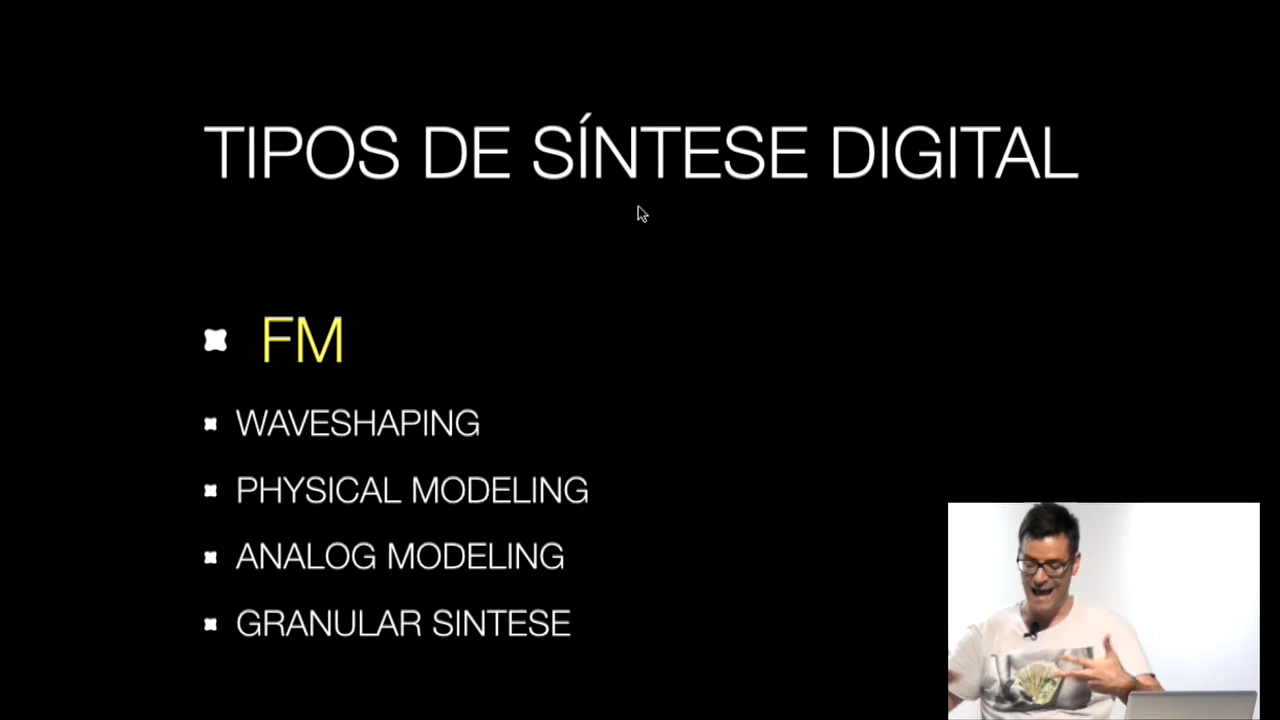 TIPOS DE SÍNTESE DIGITAL
FM
WAVESHAPING
PHYSICAL MODELING
ANALOG MODELING
GRANULAR SINTESE